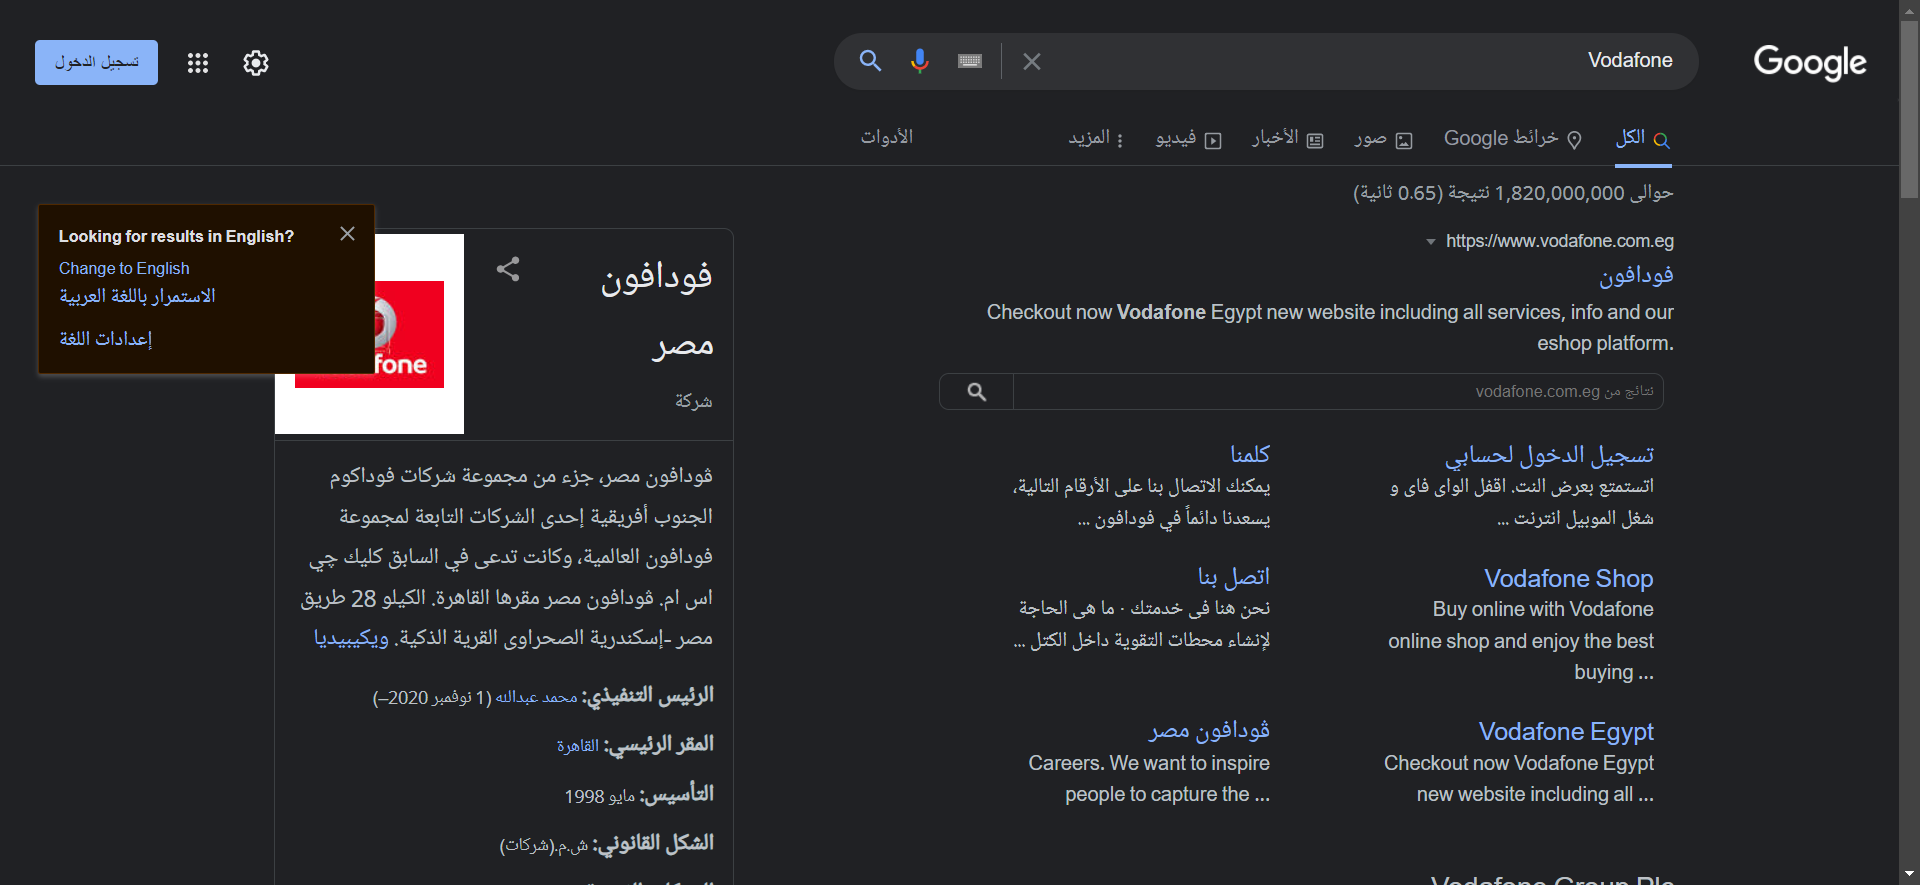 Google
Vodafone
تسجيل الدخول
الكل
خرائط Google
صور
الأخبار
فيديو
المزيد
الأدوات
حوالى 1,820,000,000 نتيجة (0.65 ثانية)
https://www.vodafone.com.eg
فودافون
Checkout now Vodafone Egypt new website including all services, info and our
eshop platform.
نتائج من vodafone.com.eg
تسجيل الدخول لحسابي
اتستمتع بعرض النت. اقفل الواى فاى و
شغل الموبيل انترنت ...
كلمنا
يمكنك الاتصال بنا على الأرقام التالية،
يسعدنا دائماً في فودافون ...
Vodafone Shop
Buy online with Vodafone
online shop and enjoy the best
buying ...
اتصل بنا
نحن هنا فى خدمتك · ما هى الحاجة
لإنشاء محطات التقوية داخل الكتل ...
Vodafone Egypt
Checkout now Vodafone Egypt
new website including all ...
ڤودافون مصر
Careers. We want to inspire
people to capture the ...
Vodafone Group Plc
فودافون
مصر
شركة
ڤودافون مصر، جزء من مجموعة شركات فوداكوم
الجنوب أفريقية إحدى الشركات التابعة لمجموعة
فودافون العالمية، وكانت تدعى في السابق كليك چي
اس ام. ڤودافون مصر مقرها القاهرة. الكيلو 28 طريق
مصر -إسكندرية الصحراوى القرية الذكية. ويكيبيديا
الرئيس التنفيذي: محمد عبدالله (1 نوفمبر 2020–)
المقر الرئيسي: القاهرة
التأسيس: مايو 1998
الشكل القانوني: ش.م.(شركات)
Looking for results in English?
Change to English
الاستمرار باللغة العربية
إعدادات اللغة
fone